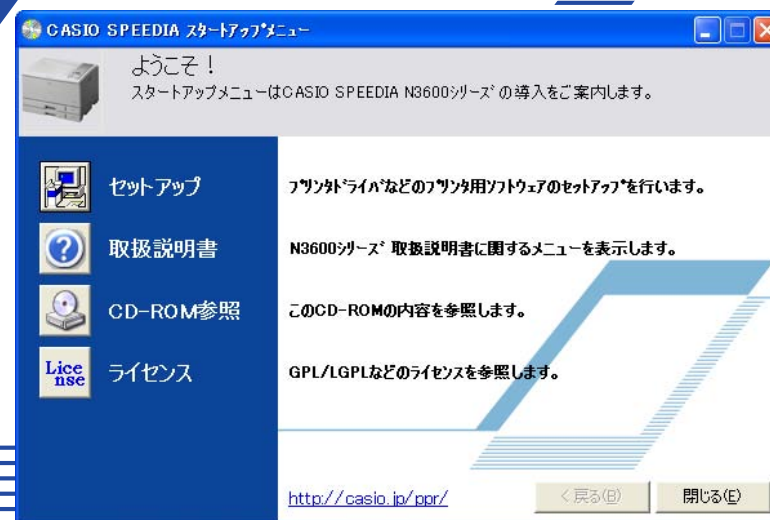 CASIO SPEEDIA スタートアップメニュー
ようこそ！
スタートアップメニューはCASIO SPEEDIA N3600シリーズの導入をご案内します。
セットアップ
プリンタドライバなどのプリンタ用ソフトウェアのセットアップを行います。
取扱説明書
N3600シリーズ 取扱説明書に関するメニューを表示します。
CD-ROM参照
このCD-ROMの内容を参照します。
License
ライセンス
GPL/LGPLなどのライセンスを参照します。
http://casio.jp/ppr/
< 戻る(B)
閉じる(E)